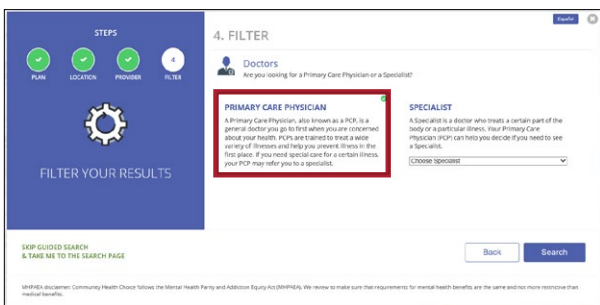 Español
STEPS
4
PLAN
LOCATION
PROVIDER
FILTER
FILTER YOUR RESULTS
4. FILTER
Doctors
Are you looking for a Primary Care Physician or a Specialist?
PRIMARY CARE PHYSICIAN
A Primary Care Physician, also known as a PCP, is a
general doctor you go to first when you are concerned
about your health. PCPs are trained to treat a wide
variety of illnesses and help you prevent illness in the
first place. If you need special care for a certain illness,
your PCP may refer you to a specialist.
SPECIALIST
A Specialist is a doctor who treats a certain part of the
body or a particular illness. Your Primary Care
Physician (PCP) can help you decide if you need to see
a Specialist.
Choose Specialist
SKIP GUIDED SEARCH
& TAKE ME TO THE SEARCH PAGE
Back
Search
MHPAEA disclaimer: Community Health Choice follows the Mental Health Parity and Addiction Equity Act (MHPAEA). We review to make sure that requirements for mental health benefits are the same and not more restrictive than
medical benefits.